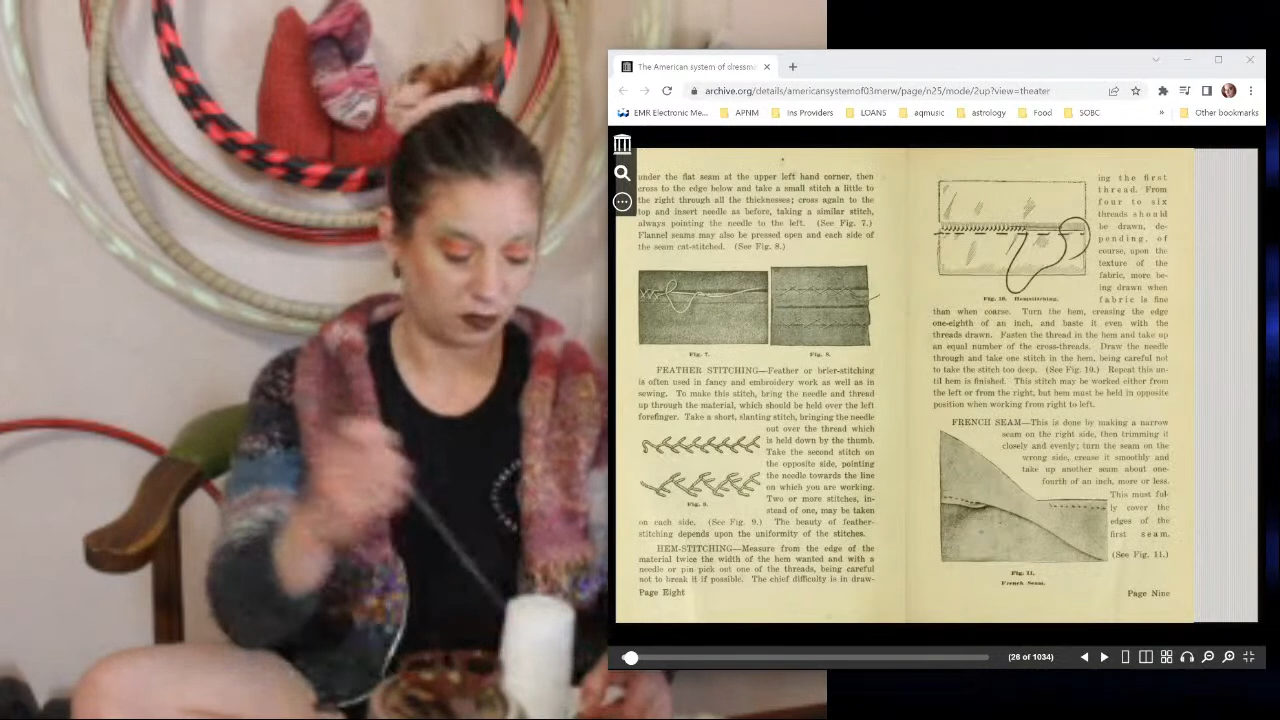 The American system of dressm
archive.org/details/americansystemof03merw/page/n25/mode/2up?view=theater
EMR Electronic Me...
APNM
Ins Providers
LOANS
aqmusic
astrology
Food
SOBC
»
Other bookmarks
under the flat seam at the upper left hand corner, then
cross to the edge below and take a small stitch a little to
the right through all the thicknesses; cross again to the
top and insert needle as before, taking a similar stitch,
always pointing the needle to the left. (See Fig. 7.)
Flannel seams may also be pressed open and each side of
the seam cat-stitched. (See Fig. 8.)
Fig. 7.
Fig. 8.
FEATHER STITCHING—Feather or brier-stitching
is often used in fancy and embroidery work as well as in
sewing. To make this stitch, bring the needle and thread
up through the material, which should be held over the left
forefinger. Take a short, slanting stitch, bringing the needle
out over the thread which
is held down by the thumb.
Take the second stitch on
the opposite side, pointing
the needle towards the line
on which you are working.
Two or more stitches, in-
stead of one, may be taken
Fig. 9.
on each side, (See Fig. 9.) The beauty of feather-
stitching depends upon the uniformity of the stitches.
HEM-STITCHING—Measure from the edge of the
material twice the width of the hem wanted and with a
needle or pin pick out one of the threads, being careful
not to break it if possible. The chief difficulty is in draw-
Page Eight
ing the first
thread. From
four to six
threads should
be drawn, de-
pending, of
course, upon the
texture of the
fabric, more be-
ing drawn when
fabric is fine
Fig. 10. Hemstitching.
than when coarse. Turn the hem, creasing the edge
one-eighth of an inch, and baste it even with the
threads drawn. Fasten the thread in the hem and take up
an equal number of the cross-threads. Draw the needle
through and take one stitch in the hem, being careful not
to take the stitch too deep. (See Fig. 10.) Repeat this un-
til hem is finished. This stitch may be worked either from
the left or from the right, but hem must be held in opposite
position when working from right to left.
FRENCH SEAM—This is done by making a narrow
seam on the right side, then trimming it
closely and evenly; turn the seam on the
wrong side, crease it smoothly and
take up another seam about one-
fourth of an inch, more or less.
This must ful-
ly cover the
edges of the
first seam.
(See Fig. 11.)
Fig. 11.
French Seam.
Page Nine
(26 of 1034)